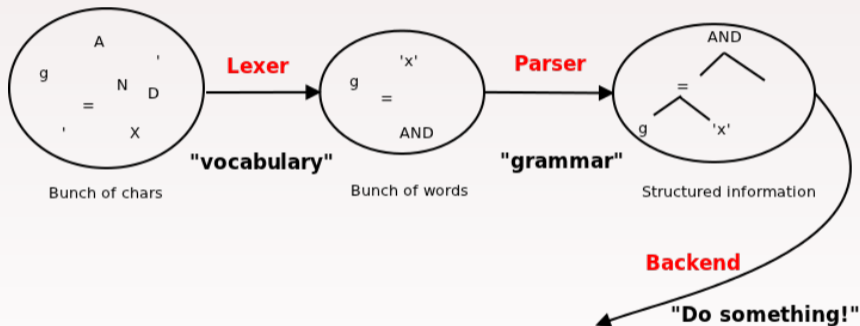 A
'
g
N
D
=
'
X
Bunch of chars
Lexer
"vocabulary"
'x'
g
=
AND
Bunch of words
Parser
"grammar"
AND
=
g
'x'
Structured information
Backend
"Do something!"